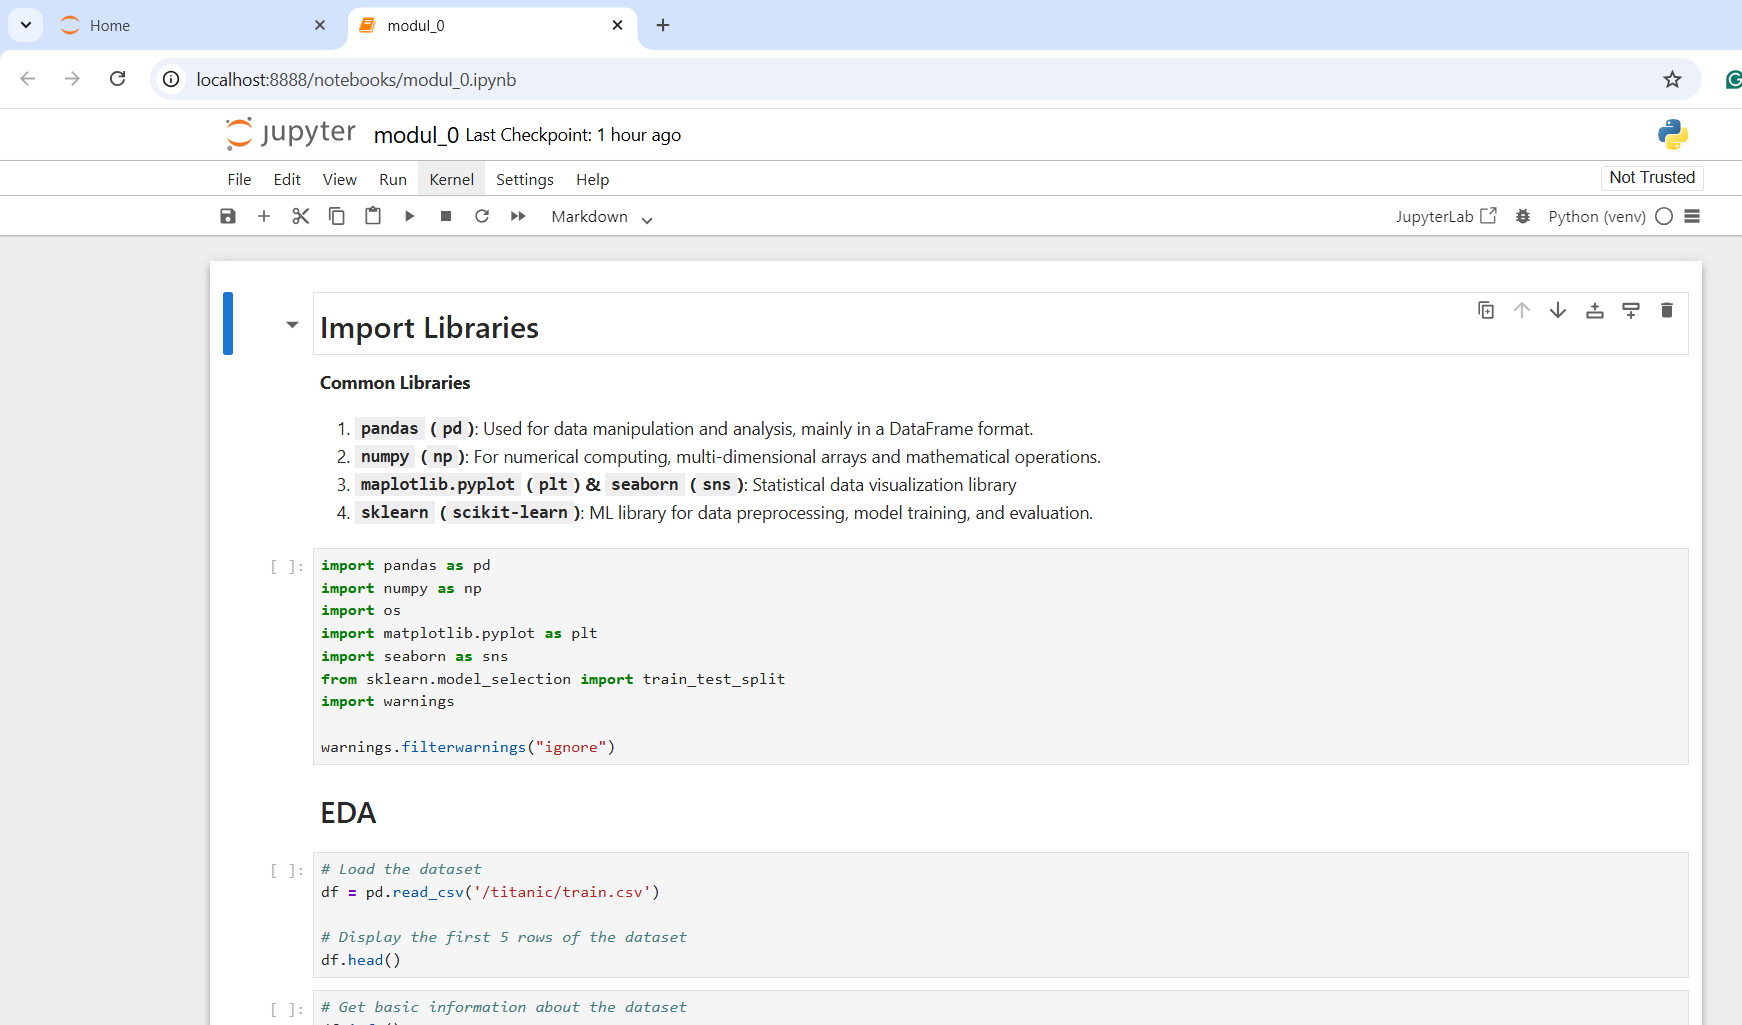 Home
modul_0
localhost:8888/notebooks/modul_0.ipynb
jupyter modul_0 Last Checkpoint: 1 hour ago
File Edit View Run Kernel Settings Help
Not Trusted
Markdown JupyterLab Python (venv)
Import Libraries
Common Libraries
1. pandas (pd): Used for data manipulation and analysis, mainly in a DataFrame format.
2. numpy (np): For numerical computing, multi-dimensional arrays and mathematical operations.
3. maplotlib.pyplot (plt) & seaborn (sns): Statistical data visualization library
4. sklearn (scikit-learn): ML library for data preprocessing, model training, and evaluation.
[ ]: import pandas as pd
import numpy as np
import os
import matplotlib.pyplot as plt
import seaborn as sns
from sklearn.model_selection import train_test_split
import warnings
warnings.filterwarnings("ignore")
EDA
[ ]: # Load the dataset
df = pd.read_csv('/titanic/train.csv')
# Display the first 5 rows of the dataset
df.head()
[ ]: # Get basic information about the dataset